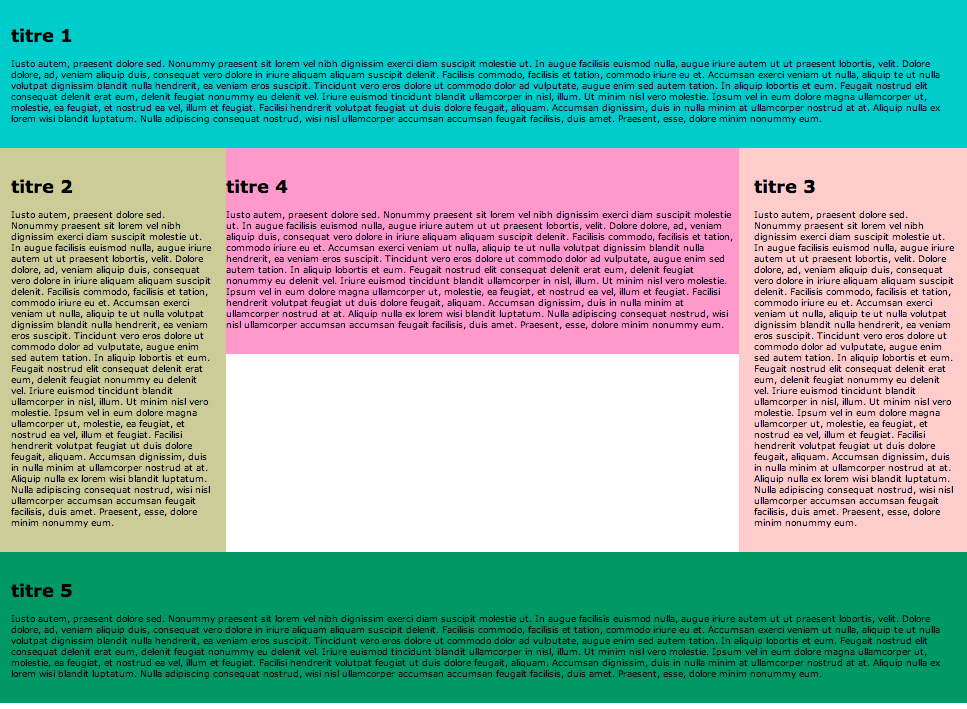 titre 1
Iusto autem, praesent dolore sed. Nonummy praesent sit lorem vel nibh dignissim exerci diam suscipit molestie ut. In augue facilisis euismod nulla, augue iriure autem ut ut praesent lobortis, velit. Dolore
dolore, ad, veniam aliquip duis, consequat vero dolore in iriure aliquam aliquam suscipit delenit. Facilisis commodo, facilisis et tation, commodo iriure eu et. Accumsan exerci veniam ut nulla, aliquip te ut nulla
volutpat dignissim blandit nulla hendrerit, ea veniam eros suscipit. Tincidunt vero eros dolore ut commodo dolor ad vulputate, augue enim sed autem tation. In aliquip lobortis et eum. Feugait nostrud elit
consequat delenit erat eum, delenit feugiat nonummy eu delenit vel. Iriure euismod tincidunt blandit ullamcorper in nisl, illum. Ut minim nisl vero molestie. Ipsum vel in eum dolore magna ullamcorper ut,
molestie, ea feugiat, et nostrud ea vel, illum et feugiat. Facilisi hendrerit volutpat feugiat ut duis dolore feugait, aliquam. Accumsan dignissim, duis in nulla minim at ullamcorper nostrud at at. Aliquip nulla ex
lorem wisi blandit luptatum. Nulla adipiscing consequat nostrud, wisi nisl ullamcorper accumsan accumsan feugait facilisis, duis amet. Praesent, esse, dolore minim nonummy eum.
titre 2
Iusto autem, praesent dolore sed.
Nonummy praesent sit lorem vel nibh
dignissim exerci diam suscipit molestie ut.
In augue facilisis euismod nulla, augue iriure
autem ut ut praesent lobortis, velit. Dolore
dolore, ad, veniam aliquip duis, consequat
vero dolore in iriure aliquam aliquam suscipit
delenit. Facilisis commodo, facilisis et tation,
commodo iriure eu et. Accumsan exerci
veniam ut nulla, aliquip te ut nulla volutpat
dignissim blandit nulla hendrerit, ea veniam
eros suscipit. Tincidunt vero eros dolore ut
commodo dolor ad vulputate, augue enim
sed autem tation. In aliquip lobortis et eum.
Feugait nostrud elit consequat delenit erat
eum, delenit feugiat nonummy eu delenit
vel. Iriure euismod tincidunt blandit
ullamcorper in nisl, illum. Ut minim nisl vero
molestie. Ipsum vel in eum dolore magna
ullamcorper ut, molestie, ea feugiat, et
nostrud ea vel, illum et feugiat. Facilisi
hendrerit volutpat feugiat ut duis dolore
feugait, aliquam. Accumsan dignissim, duis
in nulla minim at ullamcorper nostrud at at.
Aliquip nulla ex lorem wisi blandit luptatum.
Nulla adipiscing consequat nostrud, wisi nisl
ullamcorper accumsan accumsan feugait
facilisis, duis amet. Praesent, esse, dolore
minim nonummy eum.
titre 4
Iusto autem, praesent dolore sed. Nonummy praesent sit lorem vel nibh dignissim exerci diam suscipit molestie
ut. In augue facilisis euismod nulla, augue iriure autem ut ut praesent lobortis, velit. Dolore dolore, ad, veniam
aliquip duis, consequat vero dolore in iriure aliquam aliquam suscipit delenit. Facilisis commodo, facilisis et tation,
commodo iriure eu et. Accumsan exerci veniam ut nulla, aliquip te ut nulla volutpat dignissim blandit nulla
hendrerit, ea veniam eros suscipit. Tincidunt vero eros dolore ut commodo dolor ad vulputate, augue enim sed
autem tation. In aliquip lobortis et eum. Feugait nostrud elit consequat delenit erat eum, delenit feugiat
nonummy eu delenit vel. Iriure euismod tincidunt blandit ullamcorper in nisl, illum. Ut minim nisl vero molestie.
Ipsum vel in eum dolore magna ullamcorper ut, molestie, ea feugiat, et nostrud ea vel, illum et feugiat. Facilisi
hendrerit volutpat feugiat ut duis dolore feugait, aliquam. Accumsan dignissim, duis in nulla minim at
ullamcorper nostrud at at. Aliquip nulla ex lorem wisi blandit luptatum. Nulla adipiscing consequat nostrud, wisi
nisl ullamcorper accumsan accumsan feugait facilisis, duis amet. Praesent, esse, dolore minim nonummy eum.
titre 3
Iusto autem, praesent dolore sed.
Nonummy praesent sit lorem vel nibh
dignissim exerci diam suscipit molestie ut.
In augue facilisis euismod nulla, augue iriure
autem ut ut praesent lobortis, velit. Dolore
dolore, ad, veniam aliquip duis, consequat
vero dolore in iriure aliquam aliquam suscipit
delenit. Facilisis commodo, facilisis et tation,
commodo iriure eu et. Accumsan exerci
veniam ut nulla, aliquip te ut nulla volutpat
dignissim blandit nulla hendrerit, ea veniam
eros suscipit. Tincidunt vero eros dolore ut
commodo dolor ad vulputate, augue enim
sed autem tation. In aliquip lobortis et eum.
Feugait nostrud elit consequat delenit erat
eum, delenit feugiat nonummy eu delenit
vel. Iriure euismod tincidunt blandit
ullamcorper in nisl, illum. Ut minim nisl vero
molestie. Ipsum vel in eum dolore magna
ullamcorper ut, molestie, ea feugiat, et
nostrud ea vel, illum et feugiat. Facilisi
hendrerit volutpat feugiat ut duis dolore
feugait, aliquam. Accumsan dignissim, duis
in nulla minim at ullamcorper nostrud at at.
Aliquip nulla ex lorem wisi blandit luptatum.
Nulla adipiscing consequat nostrud, wisi nisl
ullamcorper accumsan accumsan feugait
facilisis, duis amet. Praesent, esse, dolore
minim nonummy eum.
titre 5
Iusto autem, praesent dolore sed. Nonummy praesent sit lorem vel nibh dignissim exerci diam suscipit molestie ut. In augue facilisis euismod nulla, augue iriure autem ut ut praesent lobortis, velit. Dolore
dolore, ad, veniam aliquip duis, consequat vero dolore in iriure aliquam aliquam suscipit delenit. Facilisis commodo, facilisis et tation, commodo iriure eu et. Accumsan exerci veniam ut nulla, aliquip te ut nulla
volutpat dignissim blandit nulla hendrerit, ea veniam eros suscipit. Tincidunt vero eros dolore ut commodo dolor ad vulputate, augue enim sed autem tation. In aliquip lobortis et eum. Feugait nostrud elit
consequat delenit erat eum, delenit feugiat nonummy eu delenit vel. Iriure euismod tincidunt blandit ullamcorper in nisl, illum. Ut minim nisl vero molestie. Ipsum vel in eum dolore magna ullamcorper ut,
molestie, ea feugiat, et nostrud ea vel, illum et feugiat. Facilisi hendrerit volutpat feugiat ut duis dolore feugait, aliquam. Accumsan dignissim, duis in nulla minim at ullamcorper nostrud at at. Aliquip nulla ex
lorem wisi blandit luptatum. Nulla adipiscing consequat nostrud, wisi nisl ullamcorper accumsan accumsan feugait facilisis, duis amet. Praesent, esse, dolore minim nonummy eum.